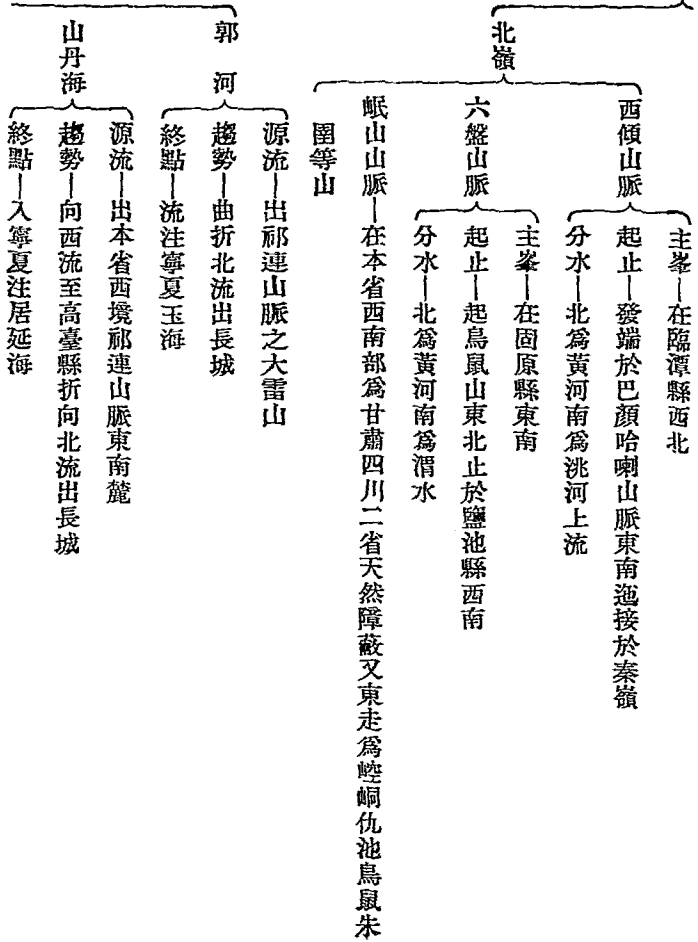 北嶺
西傾山脈
主峯—在臨潭縣西北
起止—發端於巴顏哈喇山脈東南迤接於秦嶺
分水—北爲黃河南爲洮河上流
六盤山脈
主峯—在固原縣東南
起止—起鳥鼠山東北止於鹽池縣西南
分水—北爲黃河南爲渭水
岷山山脈—在本省西南部爲甘肅四川二省天然障蔽又東走爲崆峒仇池鳥鼠朱
圉等山
郭河
源流—出祁連山脈之大雷山
趨勢—曲折北流出長城
終點—流注寧夏玉海
山丹海
源流—出本省西境祁連山脈東南麓
趨勢—向西流至高臺縣折向北流出長城
終點—入寧夏注居延海